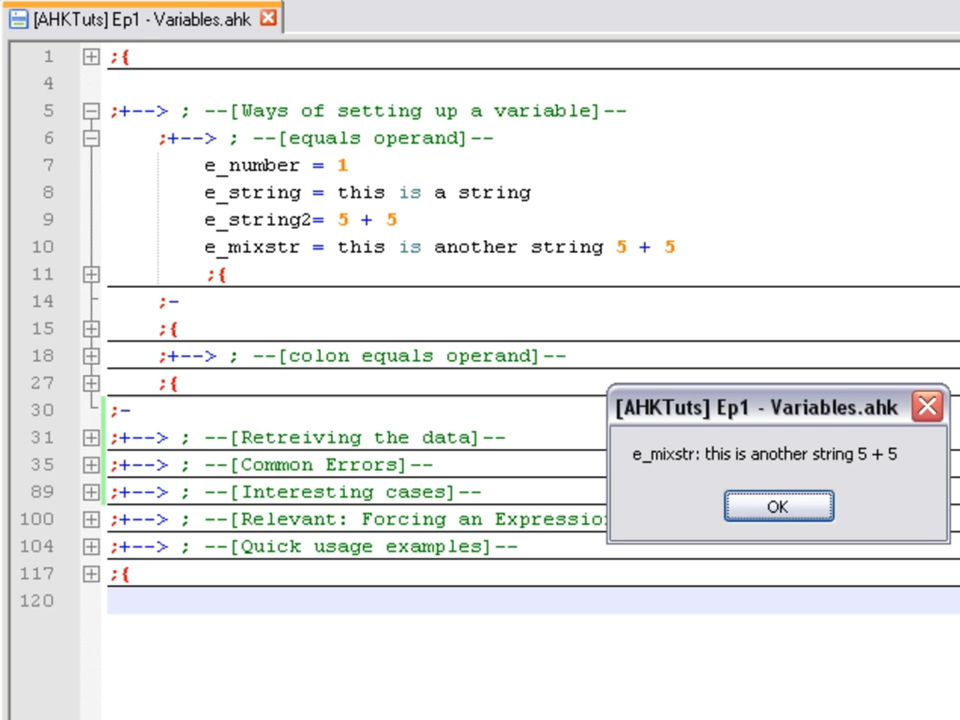 [AHKTuts] Ep1 - Variables.ahk
1 ;{
4
5 ;+--> ; --[Ways of setting up a variable]--
6 ;+--> ; --[equals operand]--
7 e_number = 1
8 e_string = this is a string
9 e_string2= 5 + 5
10 e_mixstr = this is another string 5 + 5
11 ;{
14 ;-
15 ;{
18 ;+--> ; --[colon equals operand]--
27 ;{
30 ;-
31 ;+--> ; --[Retreiving the data]--
35 ;+--> ; --[Common Errors]--
89 ;+--> ; --[Interesting cases]--
100 ;+--> ; --[Relevant: Forcing an Expressio
104 ;+--> ; --[Quick usage examples]--
117 ;{
120
[AHKTuts] Ep1 - Variables.ahk
e_mixstr: this is another string 5 + 5
OK